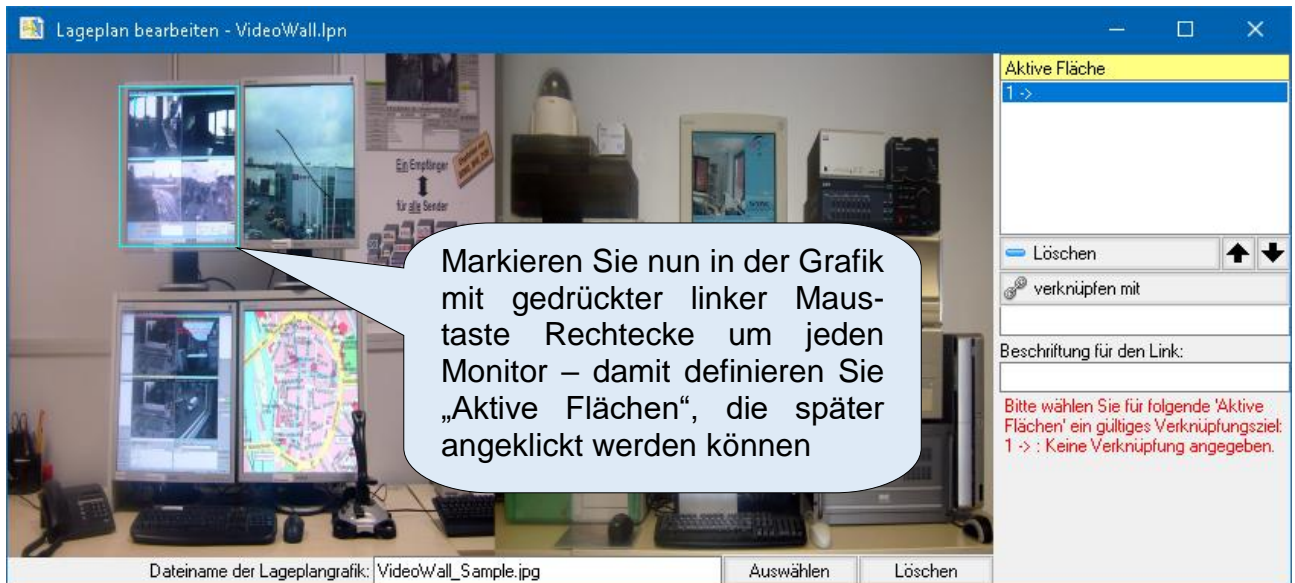 Lageplan bearbeiten - VideoWall.lpn
Aktive Fläche
1 ->
Ein Empfänger
für alle Sender
Markieren Sie nun in der Grafik
mit gedrückter linker Maus-
taste Rechtecke um jeden
Monitor – damit definieren Sie
„Aktive Flächen“, die später
angeklickt werden können
Löschen
verknüpfen mit
Beschriftung für den Link:
Bitte wählen Sie für folgende 'Aktive
Flächen' ein gültiges Verknüpfungsziel:
1 -> : Keine Verknüpfung angegeben.
Dateiname der Lageplangrafik: VideoWall_Sample.jpg Auswählen Löschen